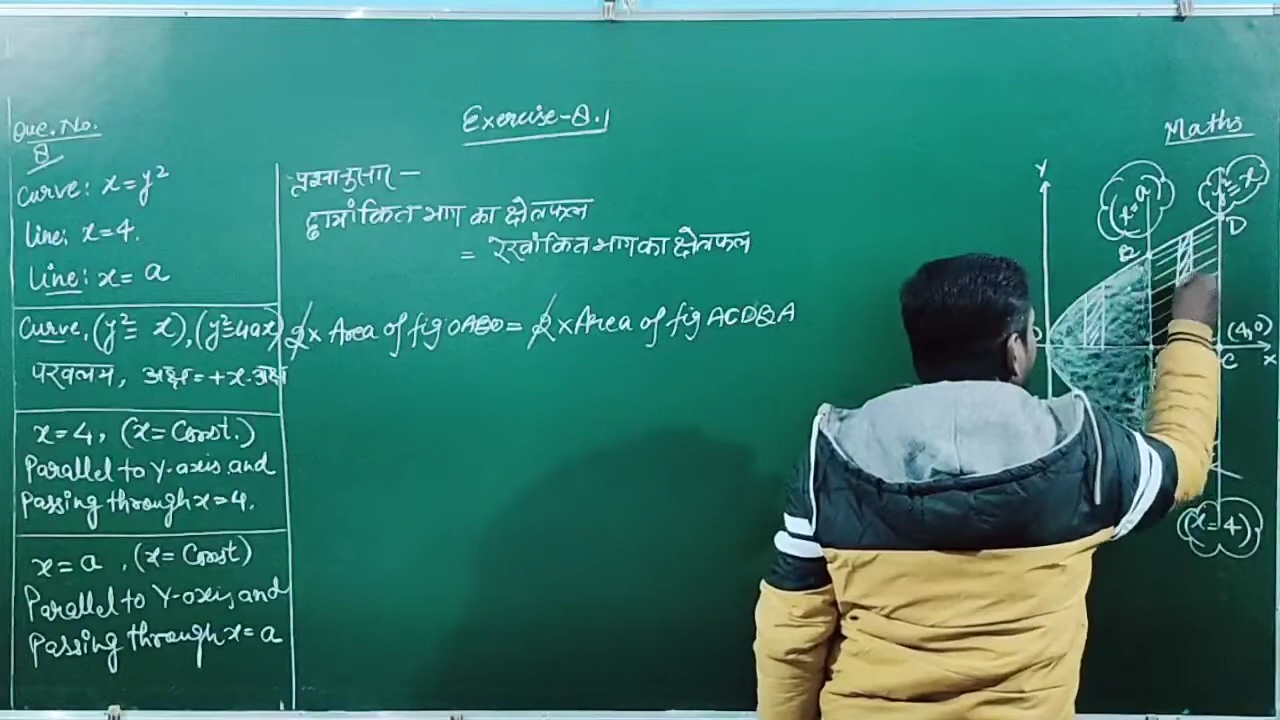 Exercise-8.1
Maths
Que. No.
8
Curve: x=y²
Line: x=4.
Line: x= a
Curve, (y²= x), (y²=4ax)
परवलय, अक्ष=+x-अक्ष
x=4, (x=Const.)
Parallel to Y-axis and
Passing through x=4.
x=a, (x= Const)
Parallel to Y-axis, and
Passing through x=a
प्रश्नानुसार-
छायांकित भाग का क्षेत्रफल
= रेखांकित भाग का क्षेत्रफल
2× Area of fig OABO = 2×Area of fig ACDBA
Y
(x=a)
y²=x
B
D
(4,0)
C
X
(x=4)